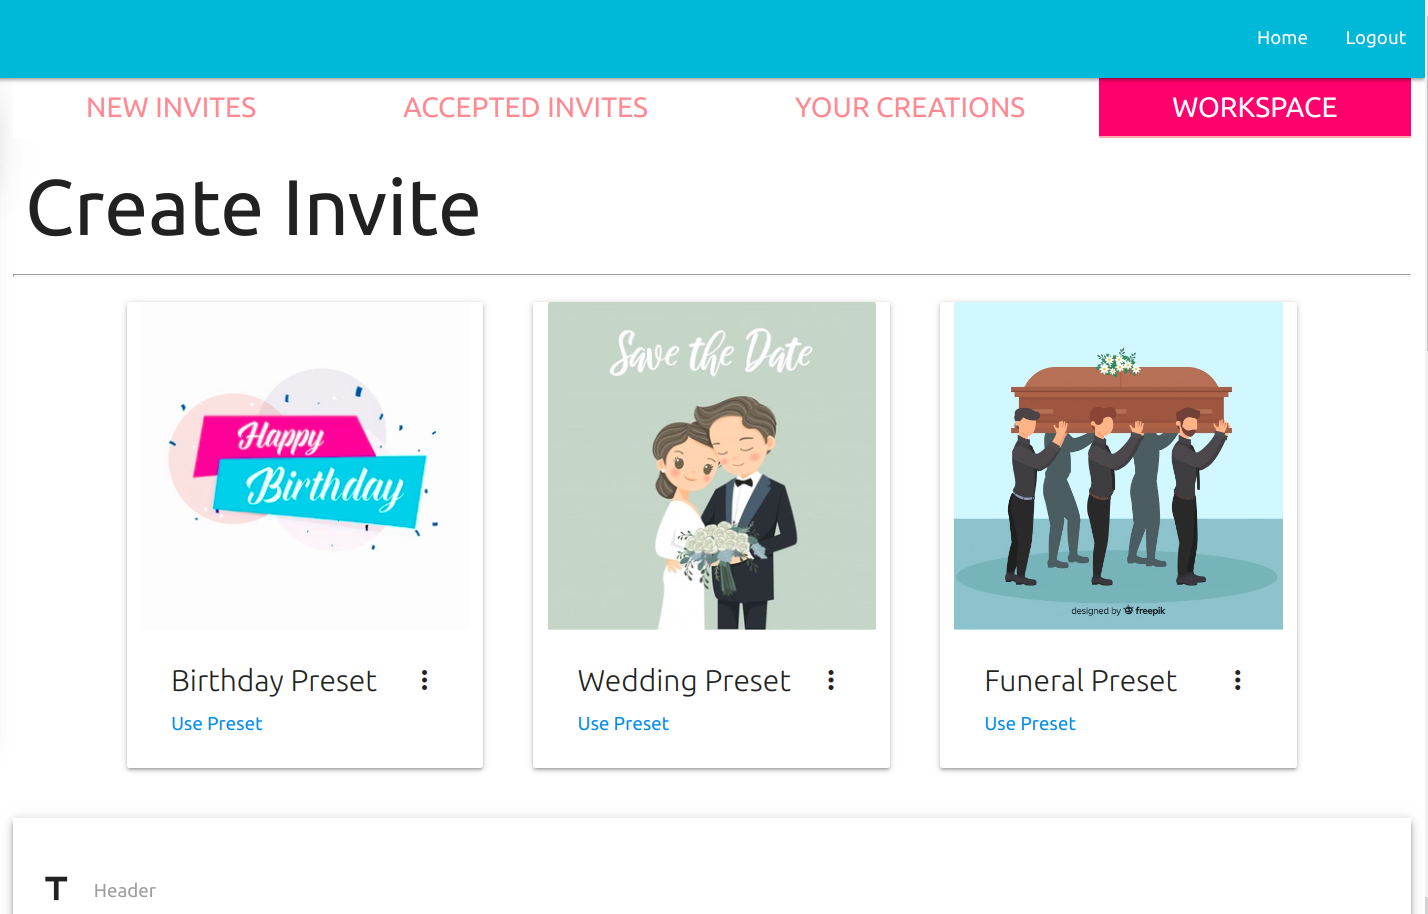 Home Logout
NEW INVITES ACCEPTED INVITES YOUR CREATIONS WORKSPACE
Create Invite
Happy
Birthday
Save the Date
designed by freepik
Birthday Preset
Use Preset
Wedding Preset
Use Preset
Funeral Preset
Use Preset
T Header